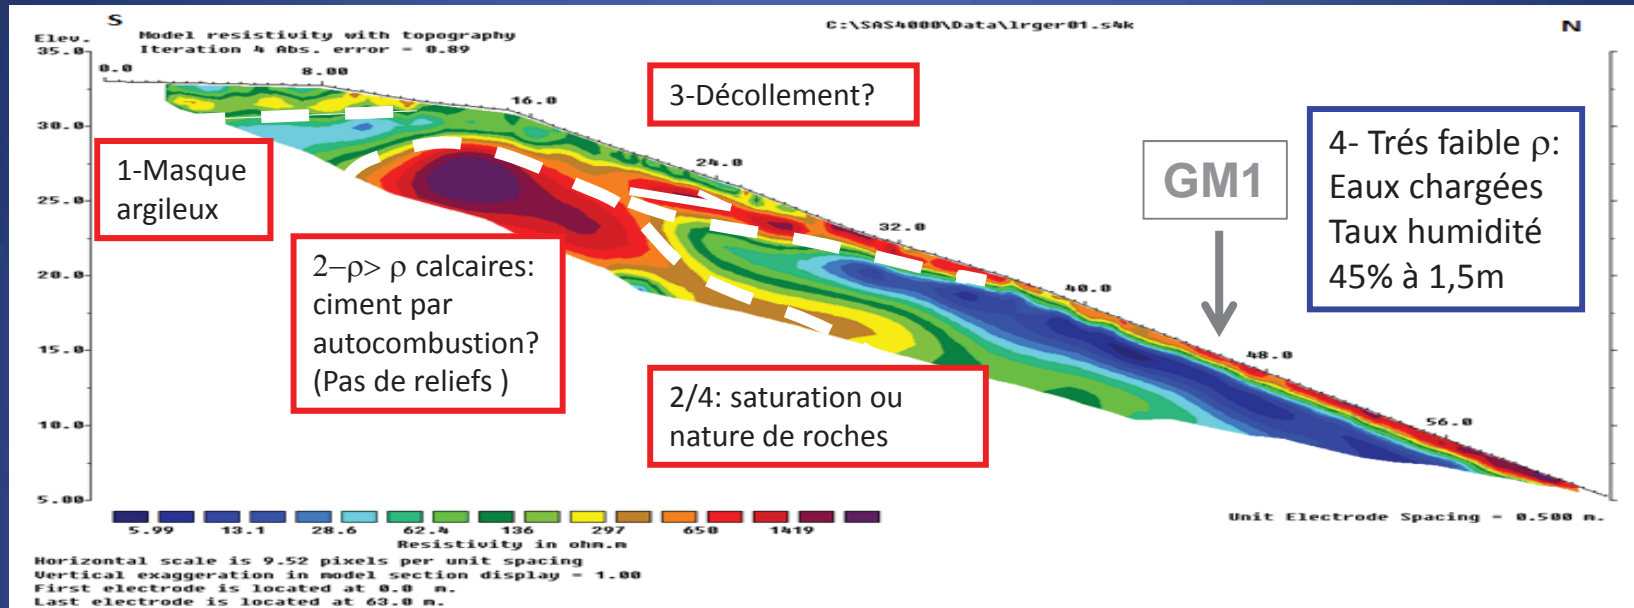 S
C:\SAS4000\Data\lrger01.s4k
N
Elev.
Model resistivity with topography
Iteration 4 Abs. error = 0.89
35.0
0.0
8.00
16.0
3-Décollement?
30.0
1-Masque
argileux
24.0
GM1
4- Trés faible ρ:
Eaux chargées
Taux humidité
45% à 1,5m
25.0
32.0
2–ρ> ρ calcaires:
ciment par
autocombustion?
(Pas de reliefs )
20.0
40.0
15.0
48.0
2/4: saturation ou
nature de roches
10.0
56.0
5.00
5.99 13.1 28.6 62.4 136 297 650 1419
Resistivity in ohm.m
Unit Electrode Spacing = 0.500 m.
Horizontal scale is 9.52 pixels per unit spacing
Vertical exaggeration in model section display = 1.00
First electrode is located at 0.0 m.
Last electrode is located at 63.0 m.